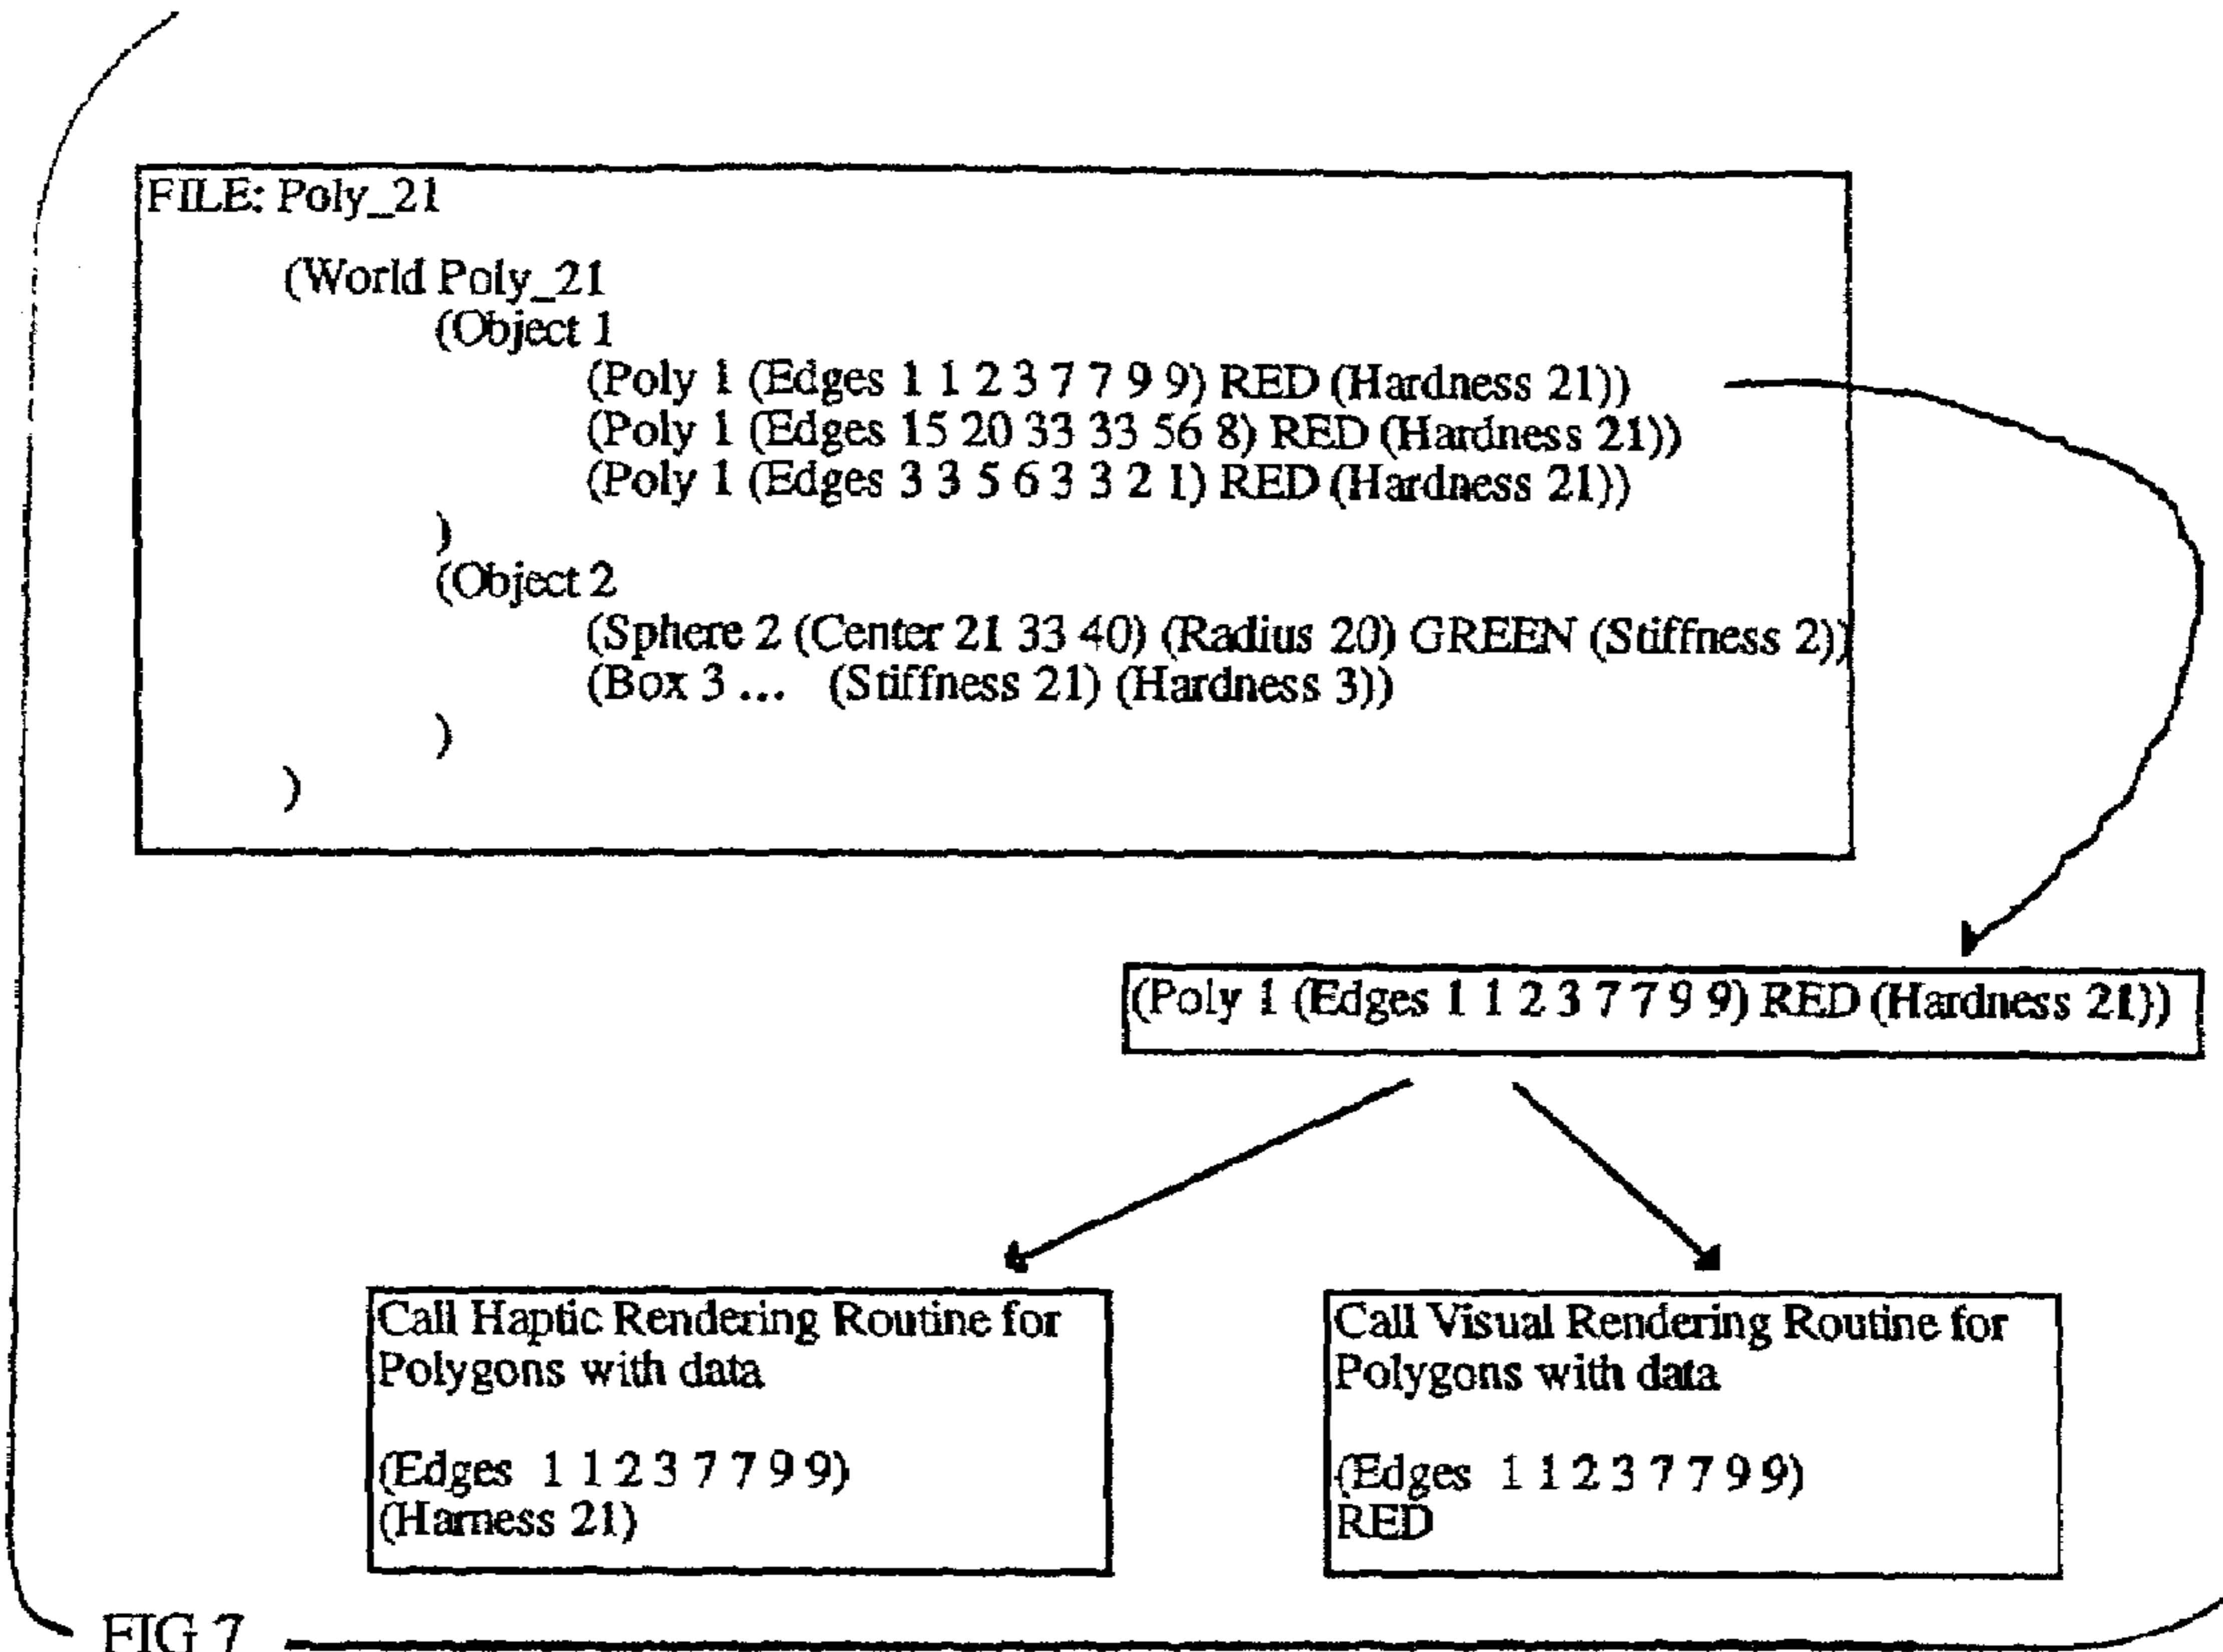 FILE: Poly_21
(World Poly_21
(Object 1
(Poly 1 (Edges 1 1 2 3 7 7 9 9) RED (Hardness 21))
(Poly 1 (Edges 15 20 33 33 56 8) RED (Hardness 21))
(Poly 1 (Edges 3 3 5 6 3 3 2 1) RED (Hardness 21))
)
(Object 2
(Sphere 2 (Center 21 33 40) (Radius 20) GREEN (Stiffness 2))
(Box 3 ... (Stiffness 21) (Hardness 3))
)
)
(Poly 1 (Edges 1 1 2 3 7 7 9 9) RED (Hardness 21))
Call Haptic Rendering Routine for
Polygons with data
(Edges 1 1 2 3 7 7 9 9)
(Harness 21)
Call Visual Rendering Routine for
Polygons with data
(Edges 1 1 2 3 7 7 9 9)
RED
FIG 7